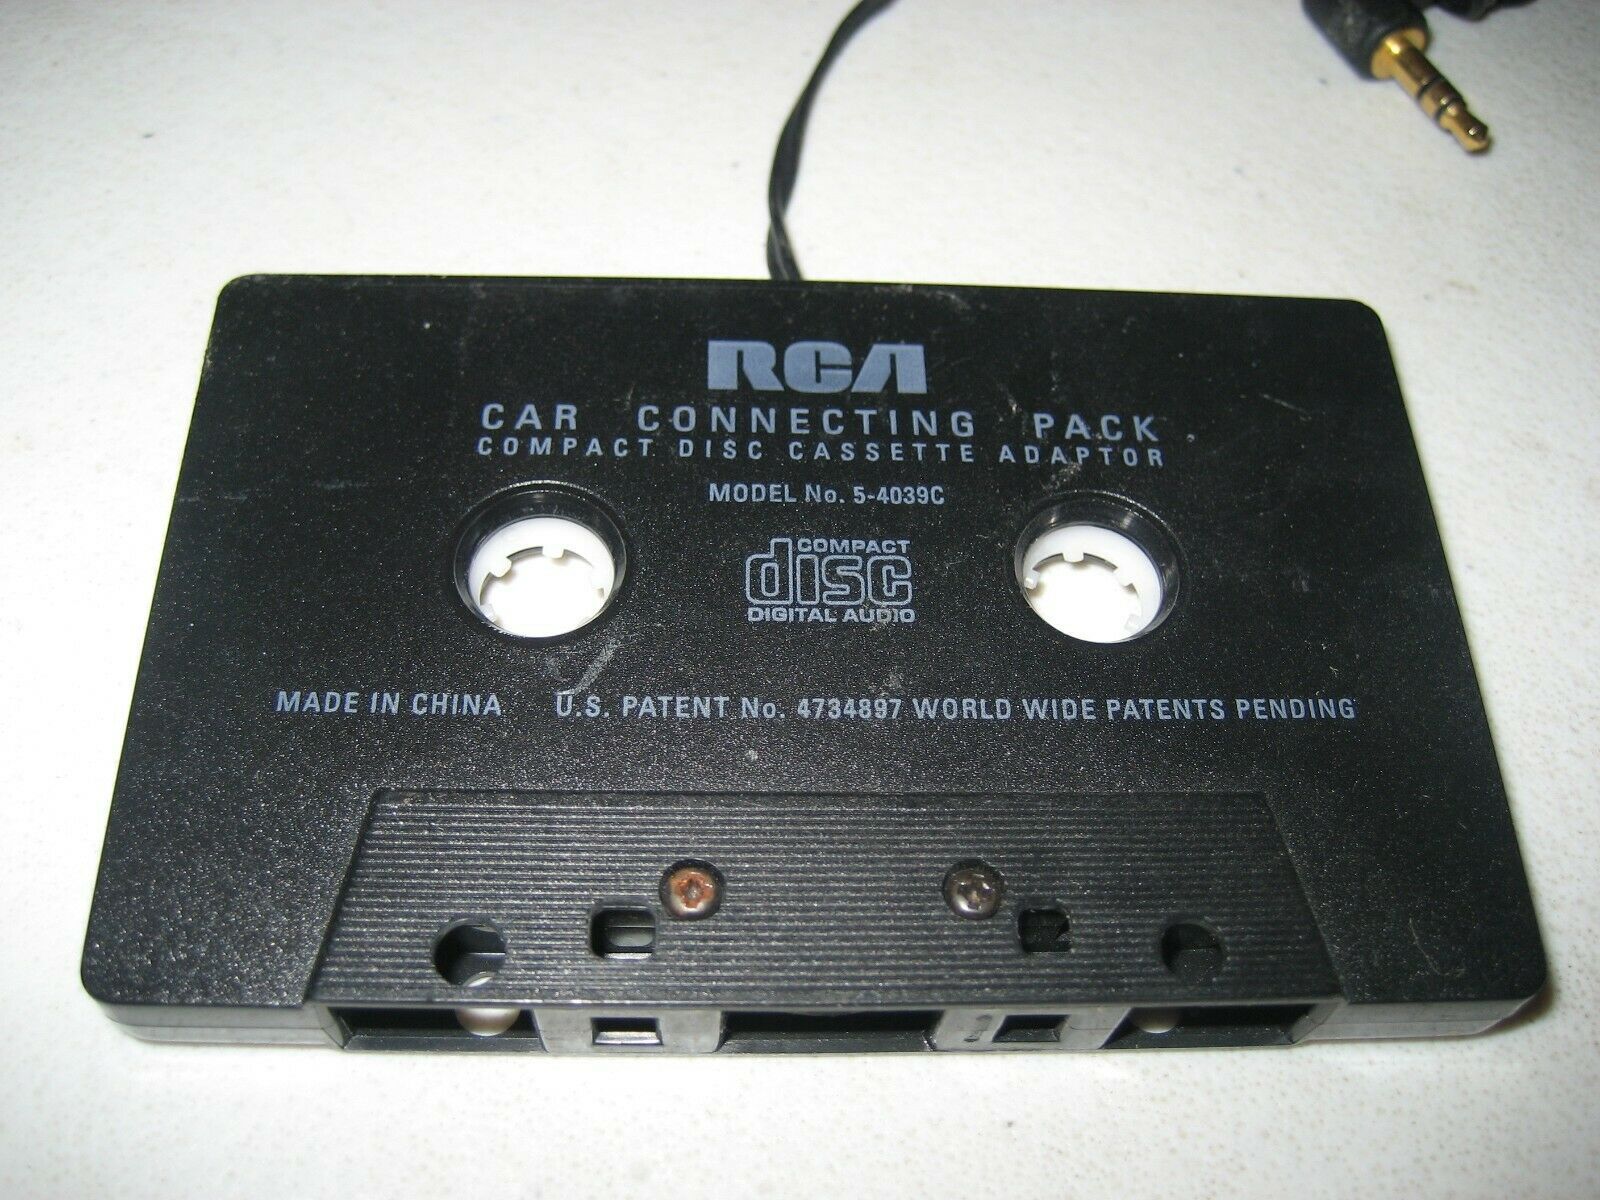 RCA
CAR CONNECTING PACK
COMPACT DISC CASSETTE ADAPTOR
MODEL No. 5-4039C
COMPACT
disc
DIGITAL AUDIO
MADE IN CHINA U.S. PATENT No. 4734897 WORLD WIDE PATENTS PENDING